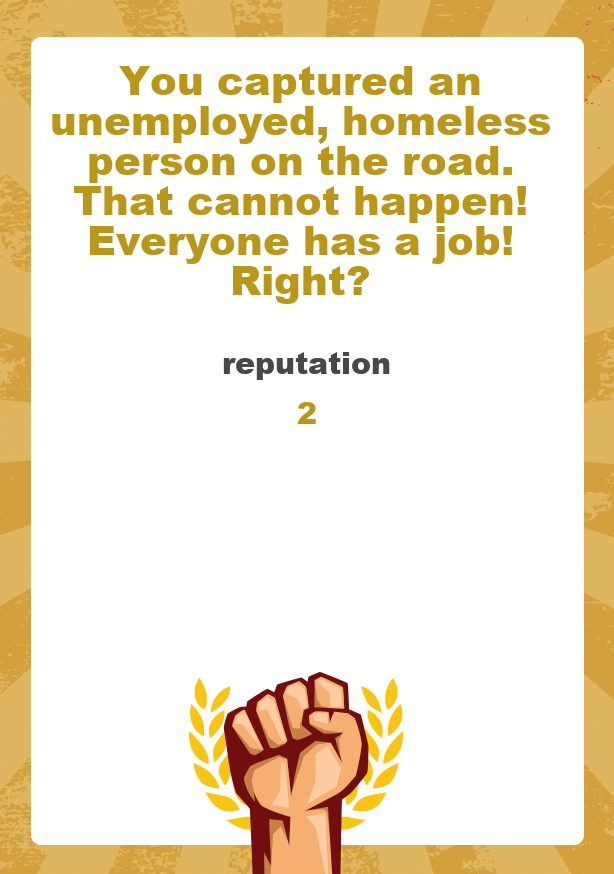 You captured an
unemployed, homeless
person on the road.
That cannot happen!
Everyone has a job!
Right?
reputation
2